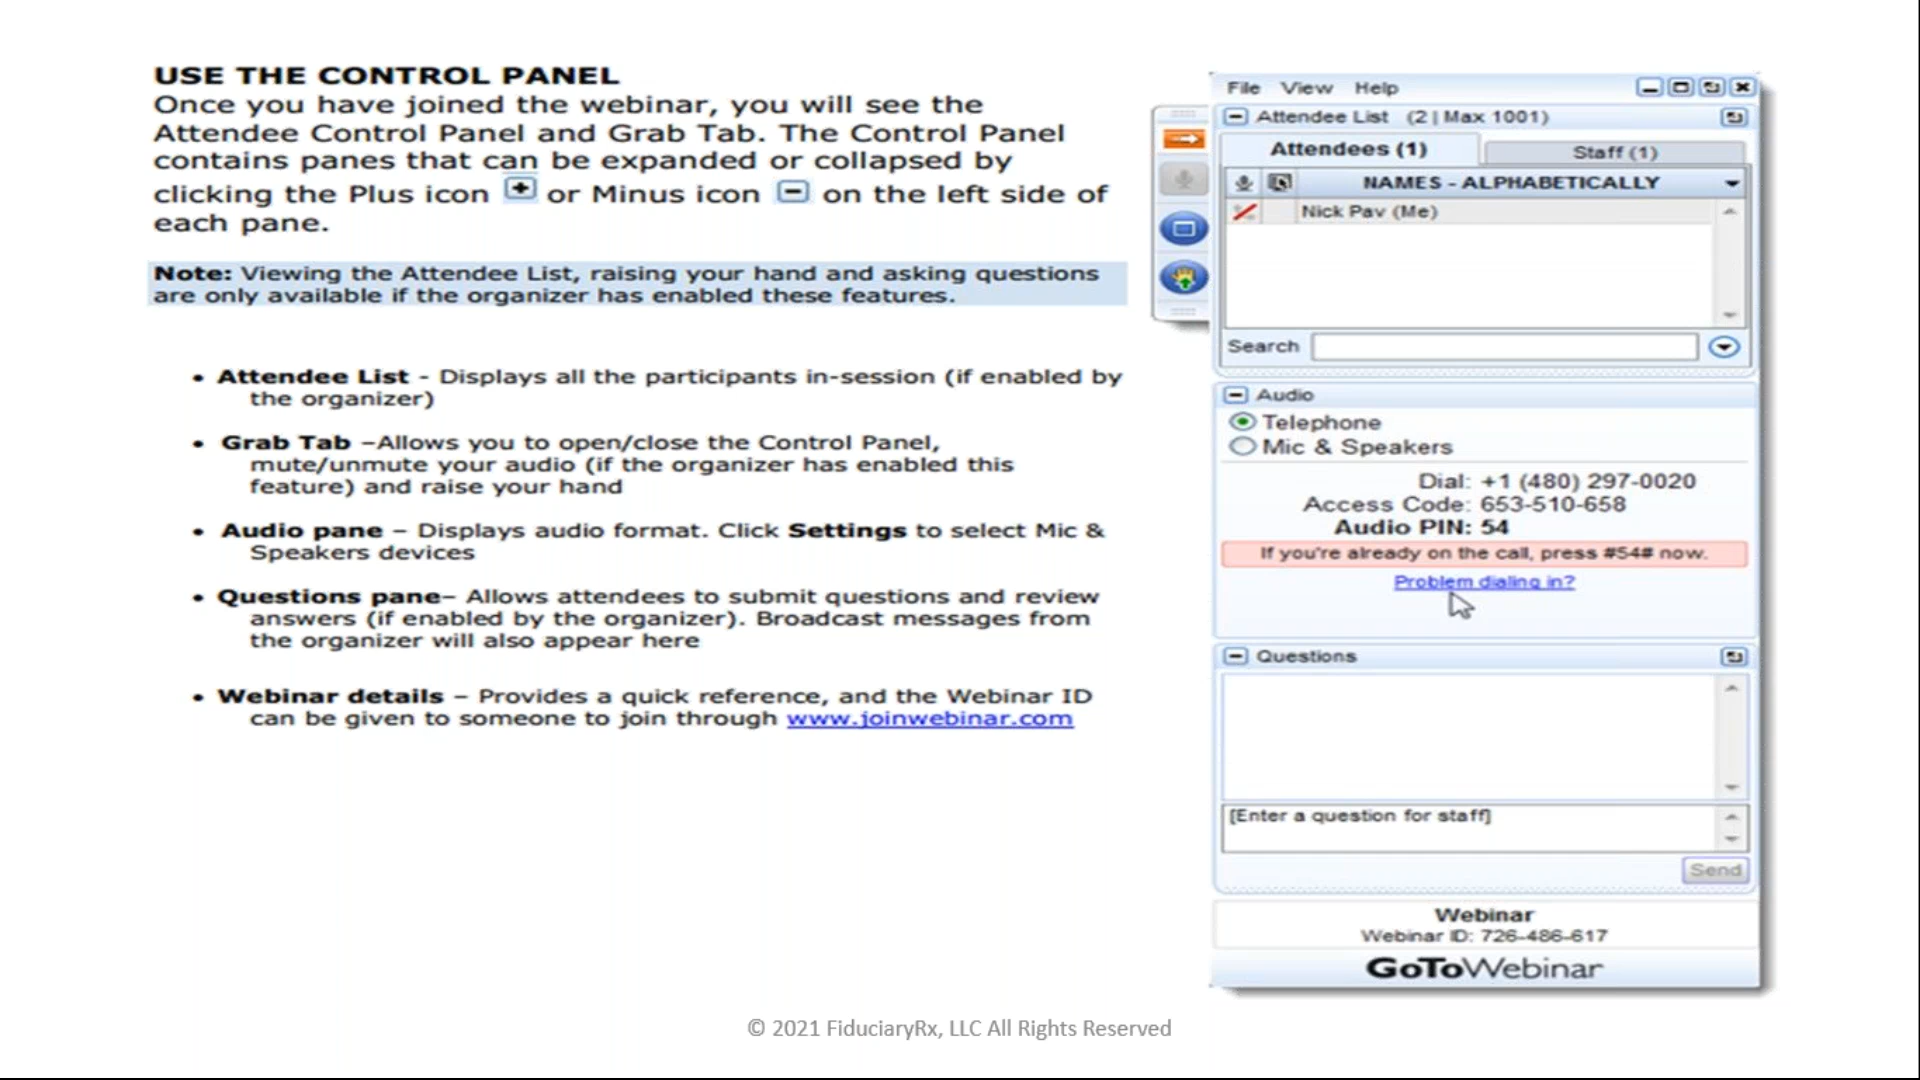 USE THE CONTROL PANEL
Once you have joined the webinar, you will see the
Attendee Control Panel and Grab Tab. The Control Panel
contains panes that can be expanded or collapsed by
clicking the Plus icon or Minus icon on the left side of
each pane.
Note: Viewing the Attendee List, raising your hand and asking questions
are only available if the organizer has enabled these features.
• Attendee List - Displays all the participants in-session (if enabled by
the organizer)
• Grab Tab –Allows you to open/close the Control Panel,
mute/unmute your audio (if the organizer has enabled this
feature) and raise your hand
• Audio pane – Displays audio format. Click Settings to select Mic &
Speakers devices
• Questions pane– Allows attendees to submit questions and review
answers (if enabled by the organizer). Broadcast messages from
the organizer will also appear here
• Webinar details – Provides a quick reference, and the Webinar ID
can be given to someone to join through www.joinwebinar.com
File View Help
Attendee List (2 | Max 1001)
Attendees (1) Staff (1)
NAMES - ALPHABETICALLY
Nick Pav (Me)
Search
Audio
Telephone
Mic & Speakers
Dial: +1 (480) 297-0020
Access Code: 653-510-658
Audio PIN: 54
If you're already on the call, press #54# now.
Problem dialing in?
Questions
[Enter a question for staff]
Send
Webinar
Webinar ID: 726-486-617
GoToWebinar
© 2021 FiduciaryRx, LLC All Rights Reserved